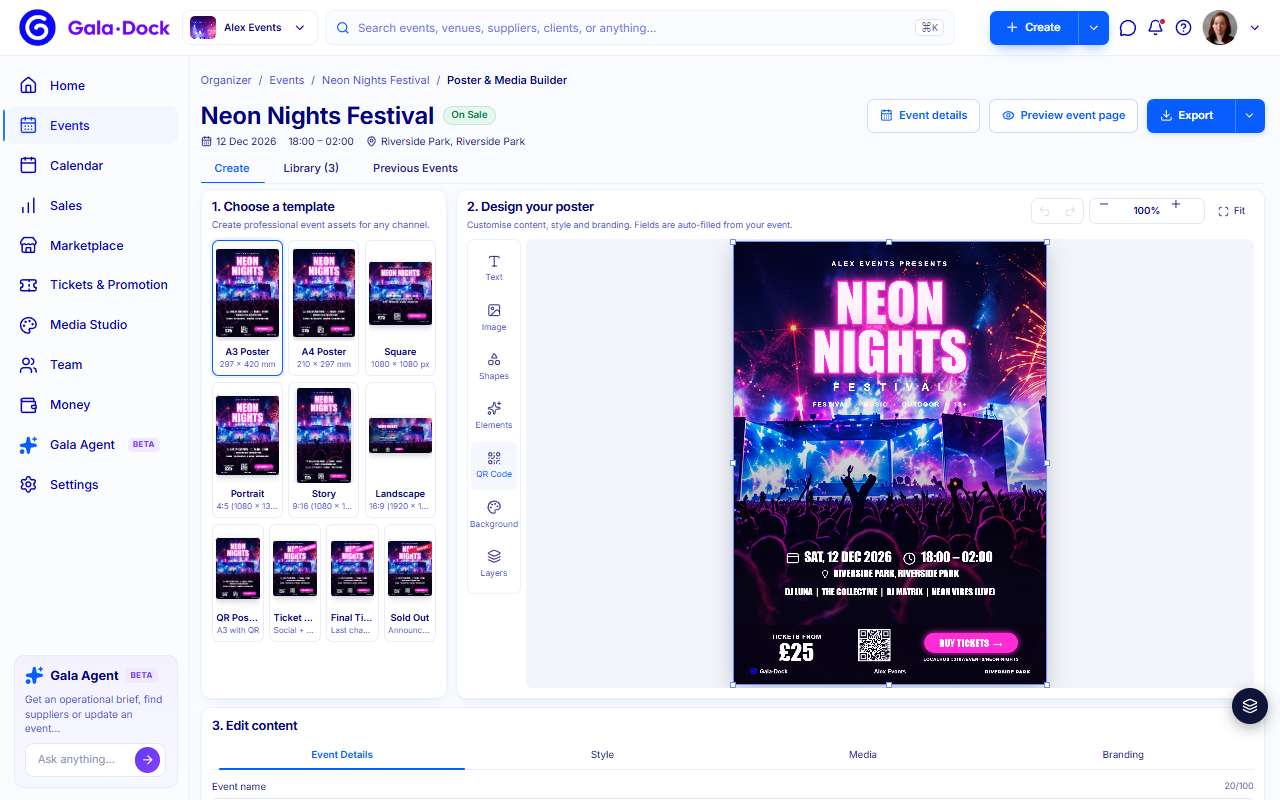 Gala·Dock
Alex Events
Search events, venues, suppliers, clients, or anything...
⌘K
Create
Home
Events
Calendar
Sales
Marketplace
Tickets & Promotion
Media Studio
Team
Money
Gala Agent BETA
Settings
Gala Agent BETA
Get an operational brief, find
suppliers or update an
event...
Ask anything...
Organizer / Events / Neon Nights Festival / Poster & Media Builder
Neon Nights Festival On Sale
12 Dec 2026 18:00 – 02:00 Riverside Park, Riverside Park
Event details
Preview event page
Export
Create Library (3) Previous Events
1. Choose a template
Create professional event assets for any channel.
A3 Poster
297 × 420 mm
A4 Poster
210 × 297 mm
Square
1080 × 1080 px
Portrait
4:5 (1080 × 13...
Story
9:16 (1080 × 1...
Landscape
16:9 (1920 × 1...
QR Pos...
A3 with QR
Ticket ...
Social + ...
Final Ti...
Last cha...
Sold Out
Announc...
2. Design your poster
Customise content, style and branding. Fields are auto-filled from your event.
100%
Fit
Text
Image
Shapes
Elements
QR Code
Background
Layers
ALEX EVENTS PRESENTS
NEON
NIGHTS
FESTIVAL
SAT, 12 DEC 2026 18:00 – 02:00
RIVERSIDE PARK, RIVERSIDE PARK
DJ LUNA | THE COLLECTIVE | DJ MATRIX | NEON VIBES (LIVE)
TICKETS FROM
£25
BUY TICKETS →
Gala-Dock
Alex Events
RIVERSIDE PARK
3. Edit content
Event Details Style Media Branding
Event name
20/100